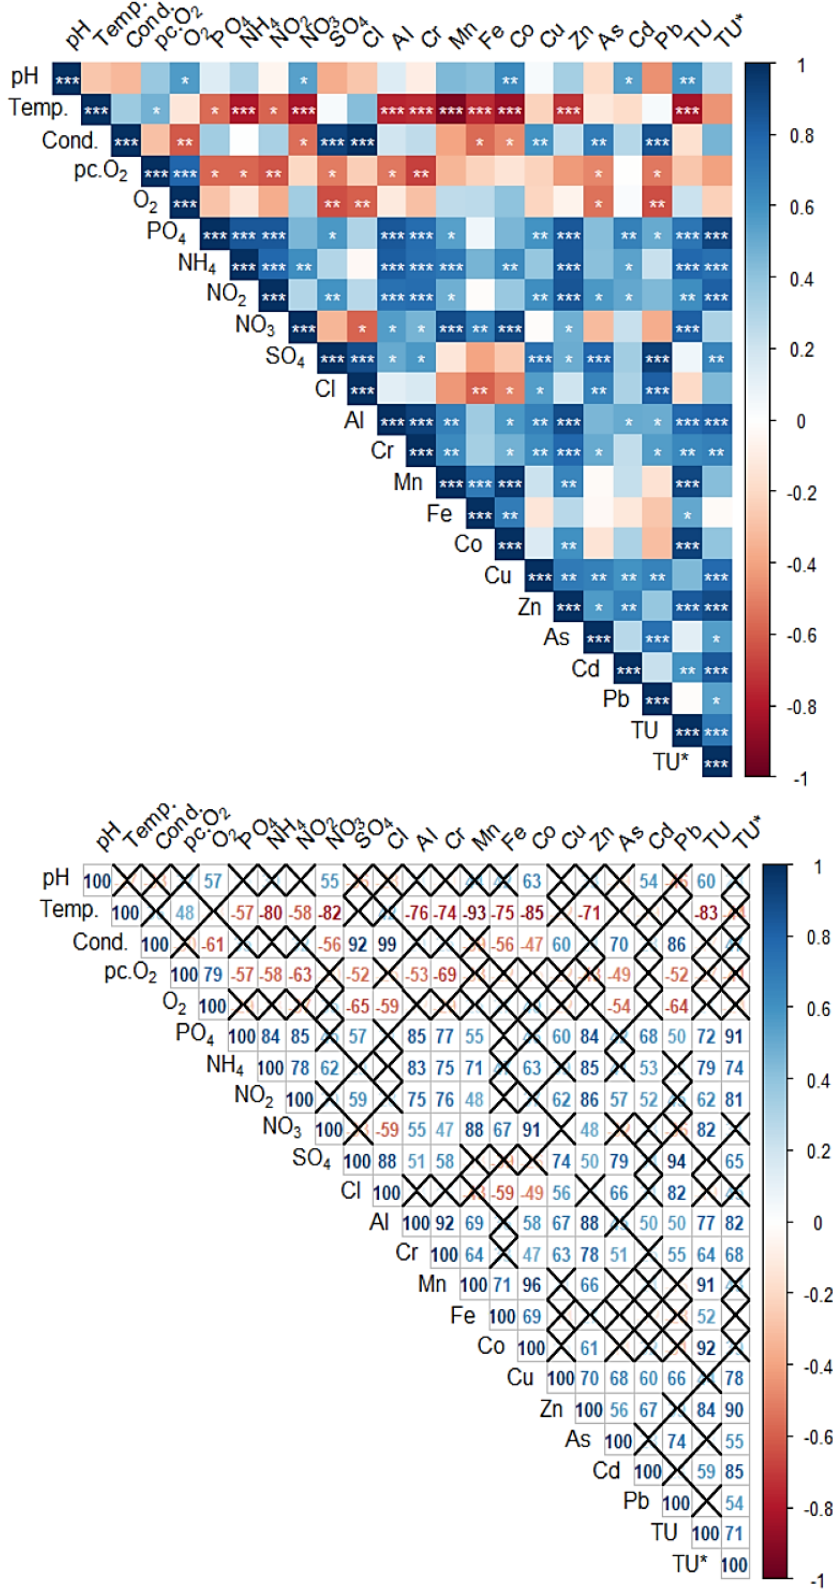 pH Temp. Cond. pc.O₂ O₂ PO₄ NH₄ NO₂ NO₃ SO₄ Cl Al Cr Mn Fe Co Cu Zn As Cd Pb TU TU*
1
pH *** * * ** * **
Temp. *** * * *** * *** *** *** *** *** *** *** ***
0.8
Cond. *** ** * *** *** * * ** ** ***
pc.O₂ *** *** * * ** * * ** * *
0.6
O₂ *** ** ** * **
PO₄ *** *** *** * *** *** * ** *** ** * *** ***
NH₄ *** *** ** *** *** *** ** *** * *** ***
0.4
NO₂ *** ** *** *** * ** *** * * ** ***
NO₃ *** * * * *** ** *** * ***
0.2
SO₄ *** *** * * *** * *** *** **
Cl *** ** * * ** ***
0
Al *** *** ** * ** *** * * *** ***
Cr *** ** * ** *** * * ** **
-0.2
Mn *** *** *** ** ***
Fe *** ** *
Co *** ** ***
-0.4
Cu *** ** ** ** ** ***
Zn *** * ** *** ***
-0.6
As *** *** *
Cd *** ** ***
Pb *** *
-0.8
TU *** ***
TU* ***
-1
pH Temp. Cond. pc.O₂ O₂ PO₄ NH₄ NO₂ NO₃ SO₄ Cl Al Cr Mn Fe Co Cu Zn As Cd Pb TU TU*
1
pH 100 57 55 63 54 60
Temp. 100 48 -57 -80 -58 -82 -76 -74 -93 -75 -85 -71 -83
0.8
Cond. 100 -61 -56 92 99 -56 -47 60 70 86
pc.O₂ 100 79 -57 -58 -63 -52 -53 -69 -49 -52
0.6
O₂ 100 -65 -59 -54 -64
PO₄ 100 84 85 57 85 77 55 60 84 68 50 72 91
NH₄ 100 78 62 83 75 71 63 85 53 79 74
0.4
NO₂ 100 59 75 76 48 62 86 57 52 62 81
NO₃ 100 -59 55 47 88 67 91 48 82
0.2
SO₄ 100 88 51 58 74 50 79 94 65
Cl 100 -59 -49 56 66 82
0
Al 100 92 69 58 67 88 50 50 77 82
Cr 100 64 47 63 78 51 55 64 68
-0.2
Mn 100 71 96 66 91
Fe 100 69 52
Co 100 61 92
-0.4
Cu 100 70 68 60 66 78
Zn 100 56 67 84 90
-0.6
As 100 74 55
Cd 100 59 85
Pb 100 54
-0.8
TU 100 71
TU* 100
-1